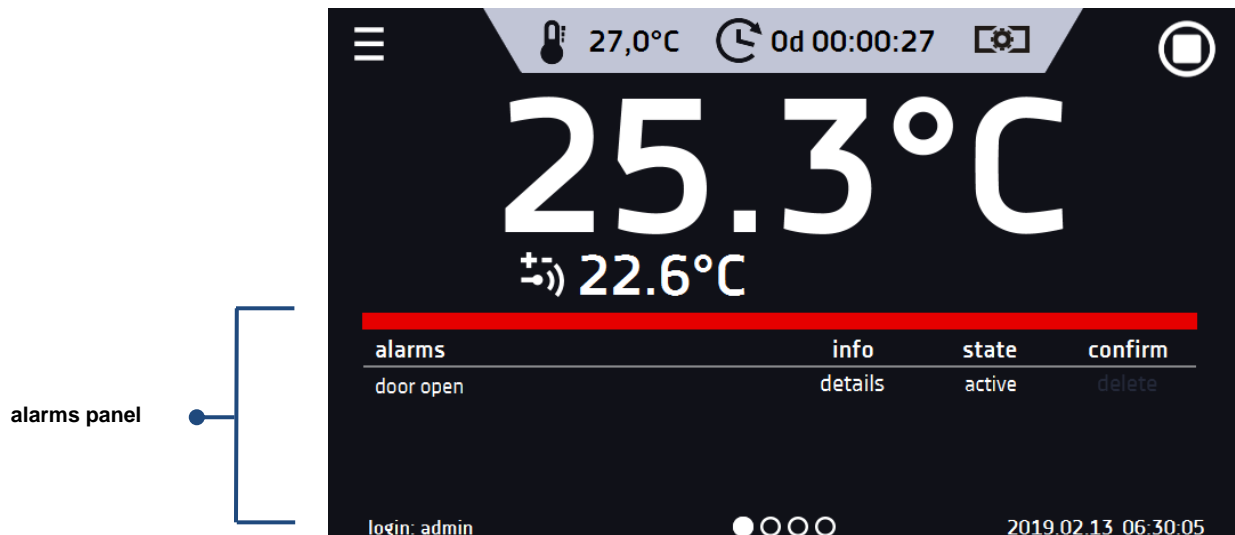 27,0°C 0d 00:00:27
25.3°C
22.6°C
alarms info state confirm
door open details active delete
alarms panel
login: admin 2019.02.13 06:30:05